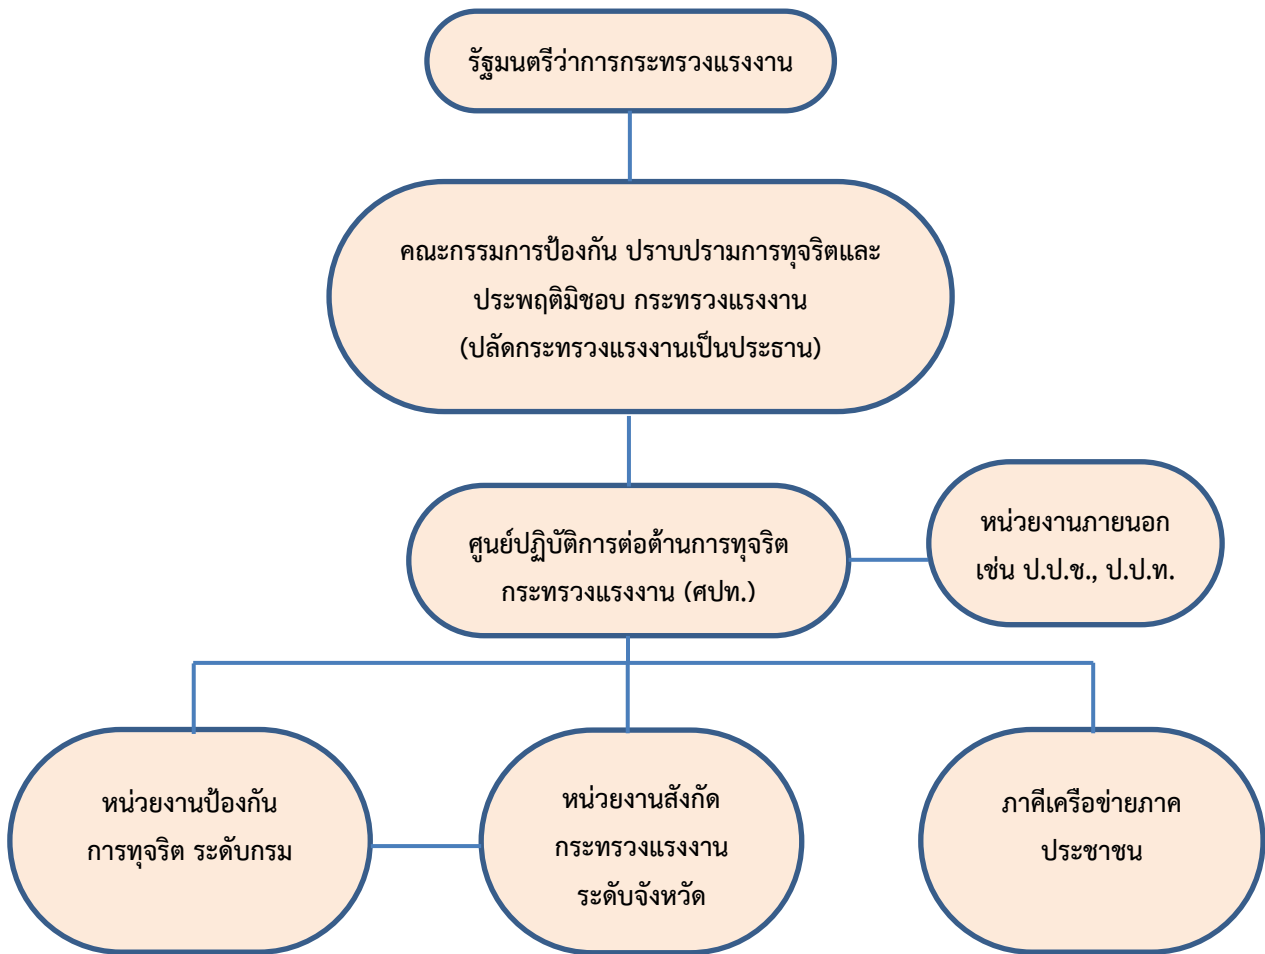 รัฐมนตรีว่าการกระทรวงแรงงาน
คณะกรรมการป้องกัน ปราบปรามการทุจริตและ
ประพฤติมิชอบ กระทรวงแรงงาน
(ปลัดกระทรวงแรงงานเป็นประธาน)
ศูนย์ปฏิบัติการต่อต้านการทุจริต
กระทรวงแรงงาน (ศปท.)
หน่วยงานภายนอก
เช่น ป.ป.ช., ป.ป.ท.
หน่วยงานป้องกัน
การทุจริต ระดับกรม
หน่วยงานสังกัด
กระทรวงแรงงาน
ระดับจังหวัด
ภาคีเครือข่ายภาค
ประชาชน